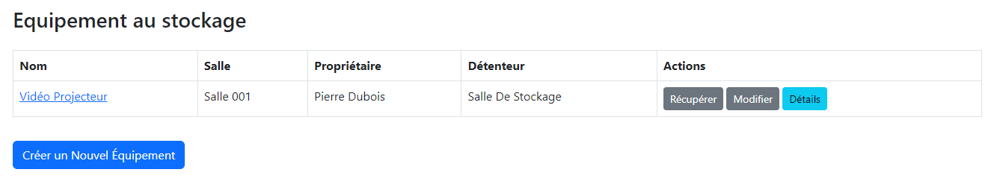 Equipement au stockage
Nom Salle Propriétaire Détenteur Actions
Vidéo Projecteur Salle 001 Pierre Dubois Salle De Stockage Récupérer Modifier Détails
Créer un Nouvel Équipement